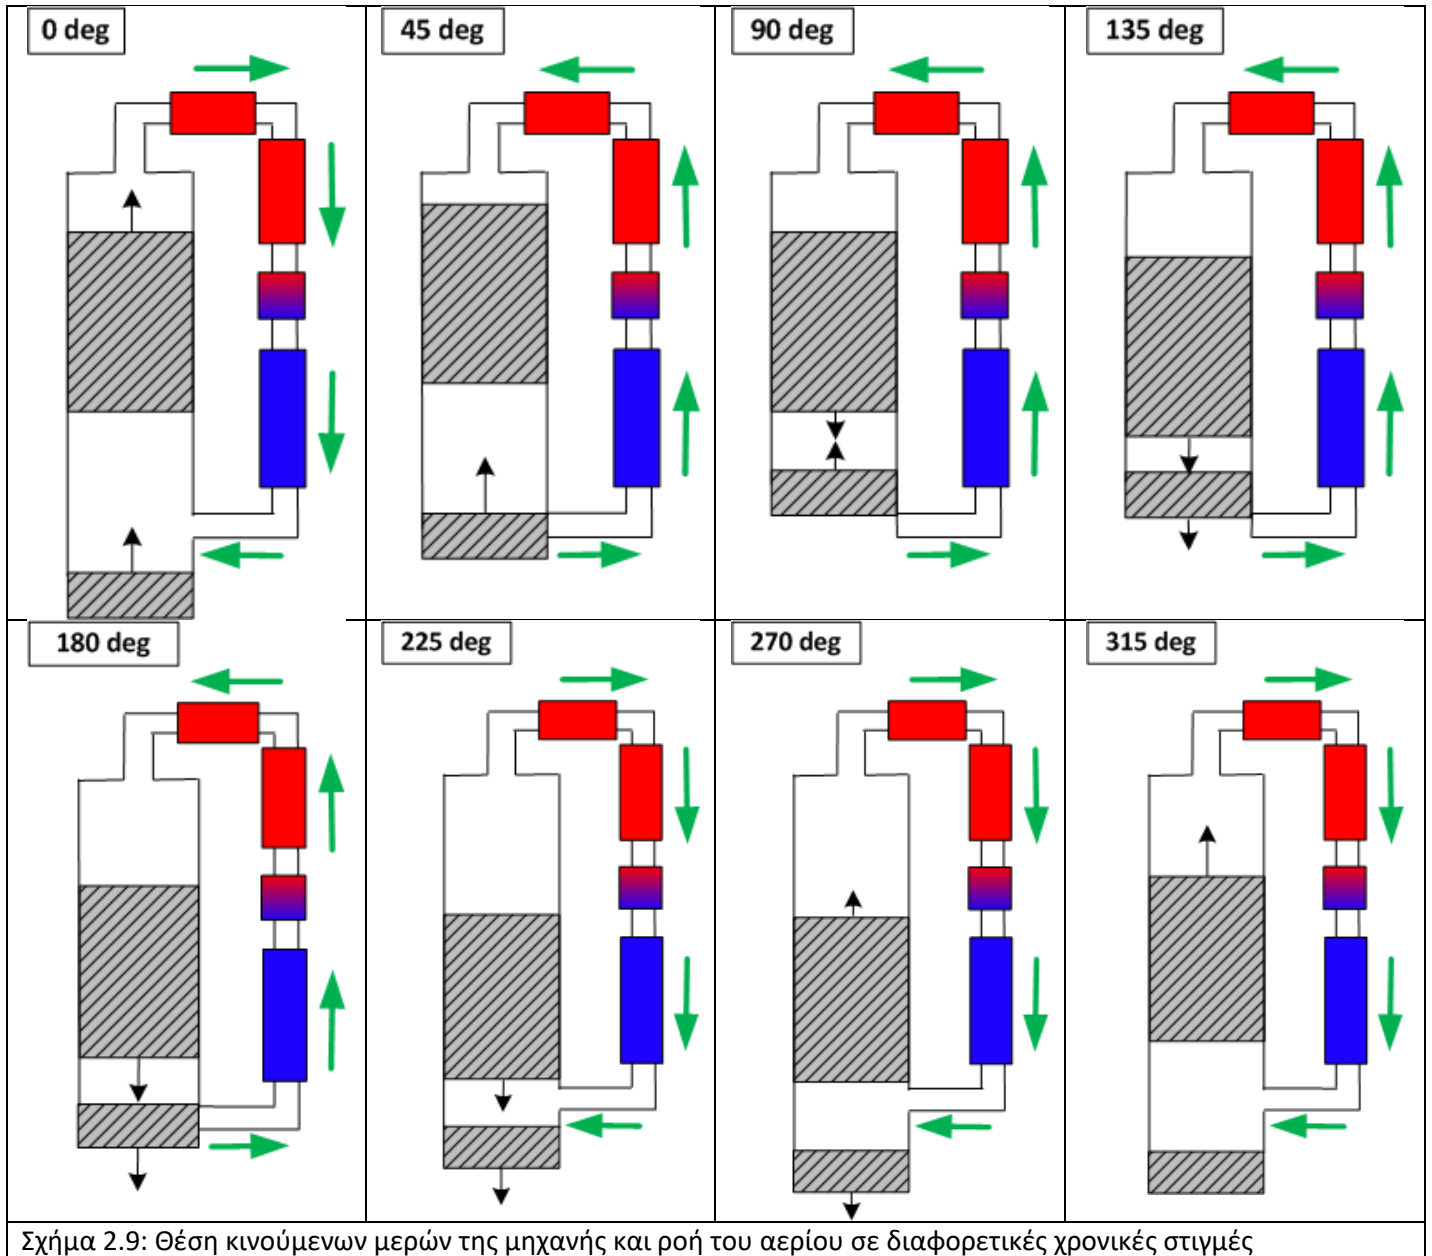 0 deg
45 deg
90 deg
135 deg
180 deg
225 deg
270 deg
315 deg
Σχήμα 2.9: Θέση κινούμενων μερών της μηχανής και ροή του αερίου σε διαφορετικές χρονικές στιγμές